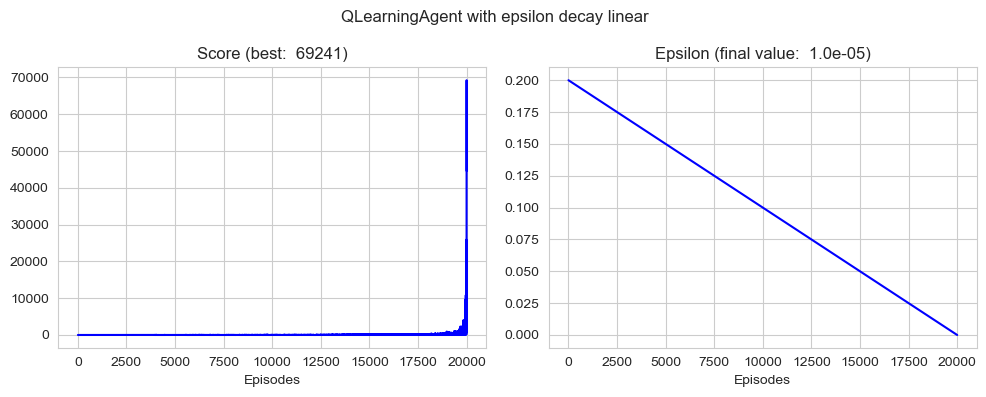 QLearningAgent with epsilon decay linear
Score (best:  69241)
70000
60000
50000
40000
30000
20000
10000
0
0 2500 5000 7500 10000 12500 15000 17500 20000
Episodes
Epsilon (final value:  1.0e-05)
0.200
0.175
0.150
0.125
0.100
0.075
0.050
0.025
0.000
0 2500 5000 7500 10000 12500 15000 17500 20000
Episodes